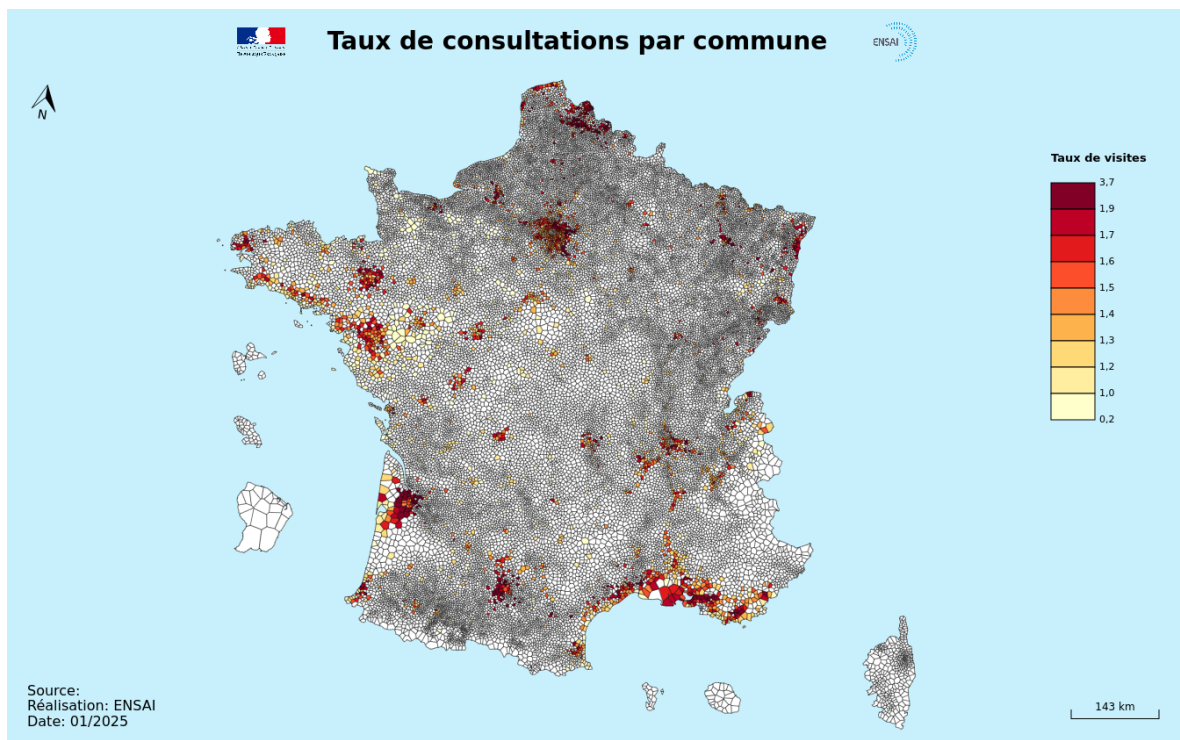 Taux de consultations par commune
ENSAI
N
Taux de visites
3,7
1,9
1,7
1,6
1,5
1,4
1,3
1,2
1,0
0,2
Source:
Réalisation: ENSAI
Date: 01/2025
143 km